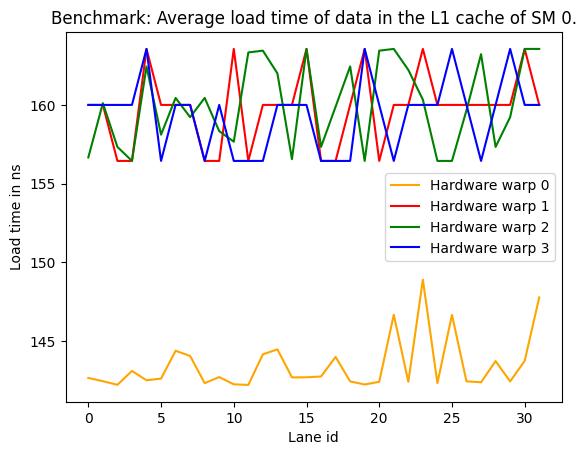 Benchmark: Average load time of data in the L1 cache of SM 0.
160
155
150
145
Load time in ns
Hardware warp 0
Hardware warp 1
Hardware warp 2
Hardware warp 3
0 5 10 15 20 25 30
Lane id